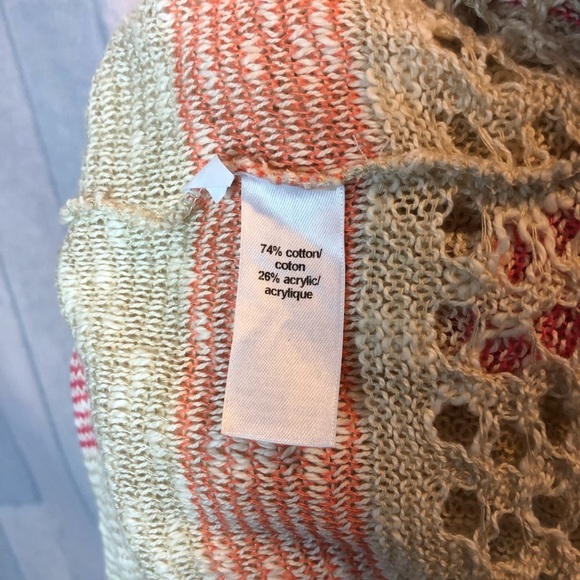 74% cotton/
coton
26% acrylic/
acrylique